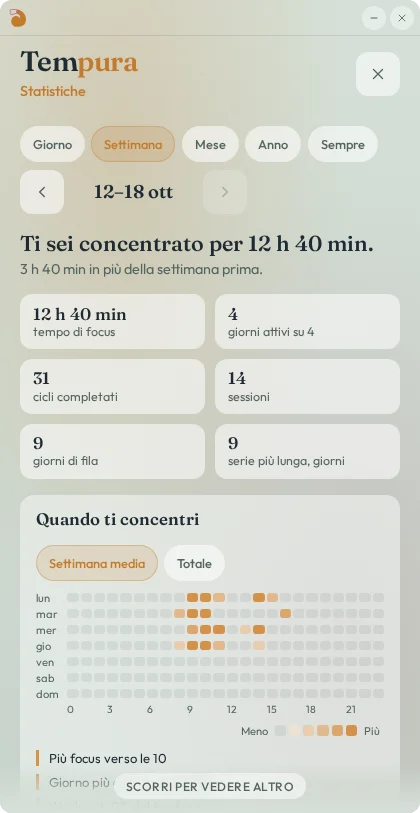 Tempura
Statistiche
Giorno Settimana Mese Anno Sempre
12–18 ott
Ti sei concentrato per 12 h 40 min.
3 h 40 min in più della settimana prima.
12 h 40 min
tempo di focus
4
giorni attivi su 4
31
cicli completati
14
sessioni
9
giorni di fila
9
serie più lunga, giorni
Quando ti concentri
Settimana media Totale
lun
mar
mer
gio
ven
sab
dom
0 3 6 9 12 15 18 21
Meno Più
Più focus verso le 10
Giorno più
SCORRI PER VEDERE ALTRO